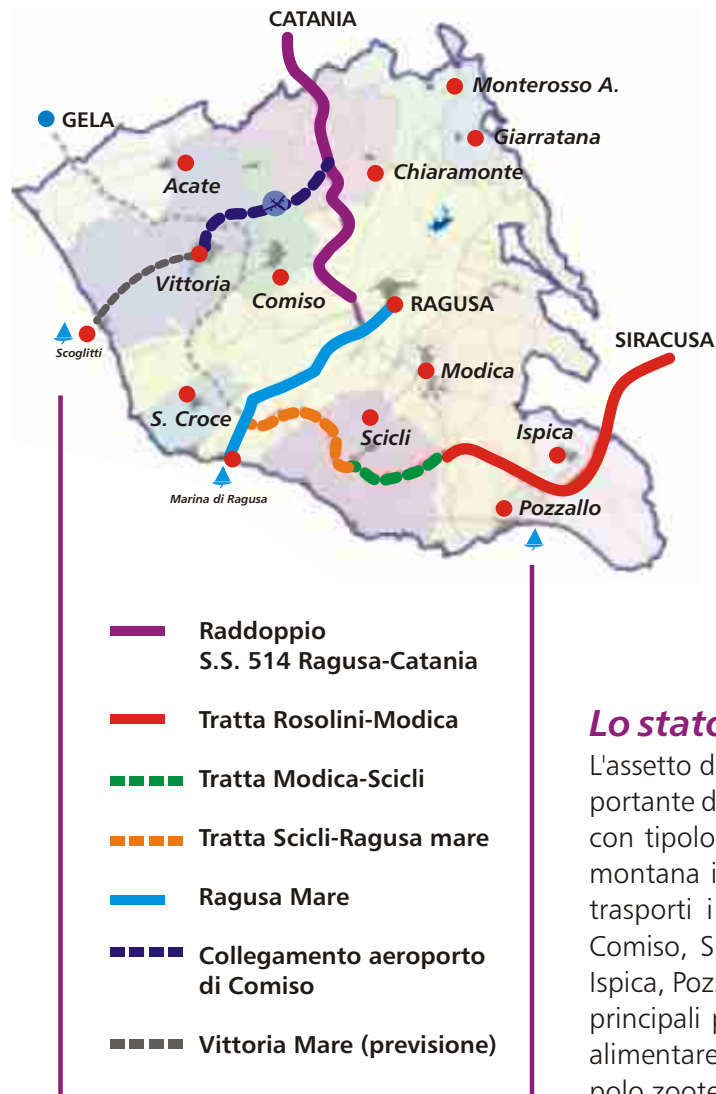 CATANIA
Monterosso A.
GELA
Giarratana
Acate
Chiaramonte
Vittoria
Comiso
RAGUSA
SIRACUSA
Scoglitti
Modica
S. Croce
Scicli
Ispica
Marina di Ragusa
Pozzallo
Raddoppio
S.S. 514 Ragusa-Catania
Tratta Rosolini-Modica
Tratta Modica-Scicli
Tratta Scicli-Ragusa mare
Ragusa Mare
Collegamento aeroporto
di Comiso
Vittoria Mare (previsione)
Lo stato
L'assetto d
portante d
con tipolo
montana i
trasporti i
Comiso, S
Ispica, Poz
principali p
alimentare
polo zoote